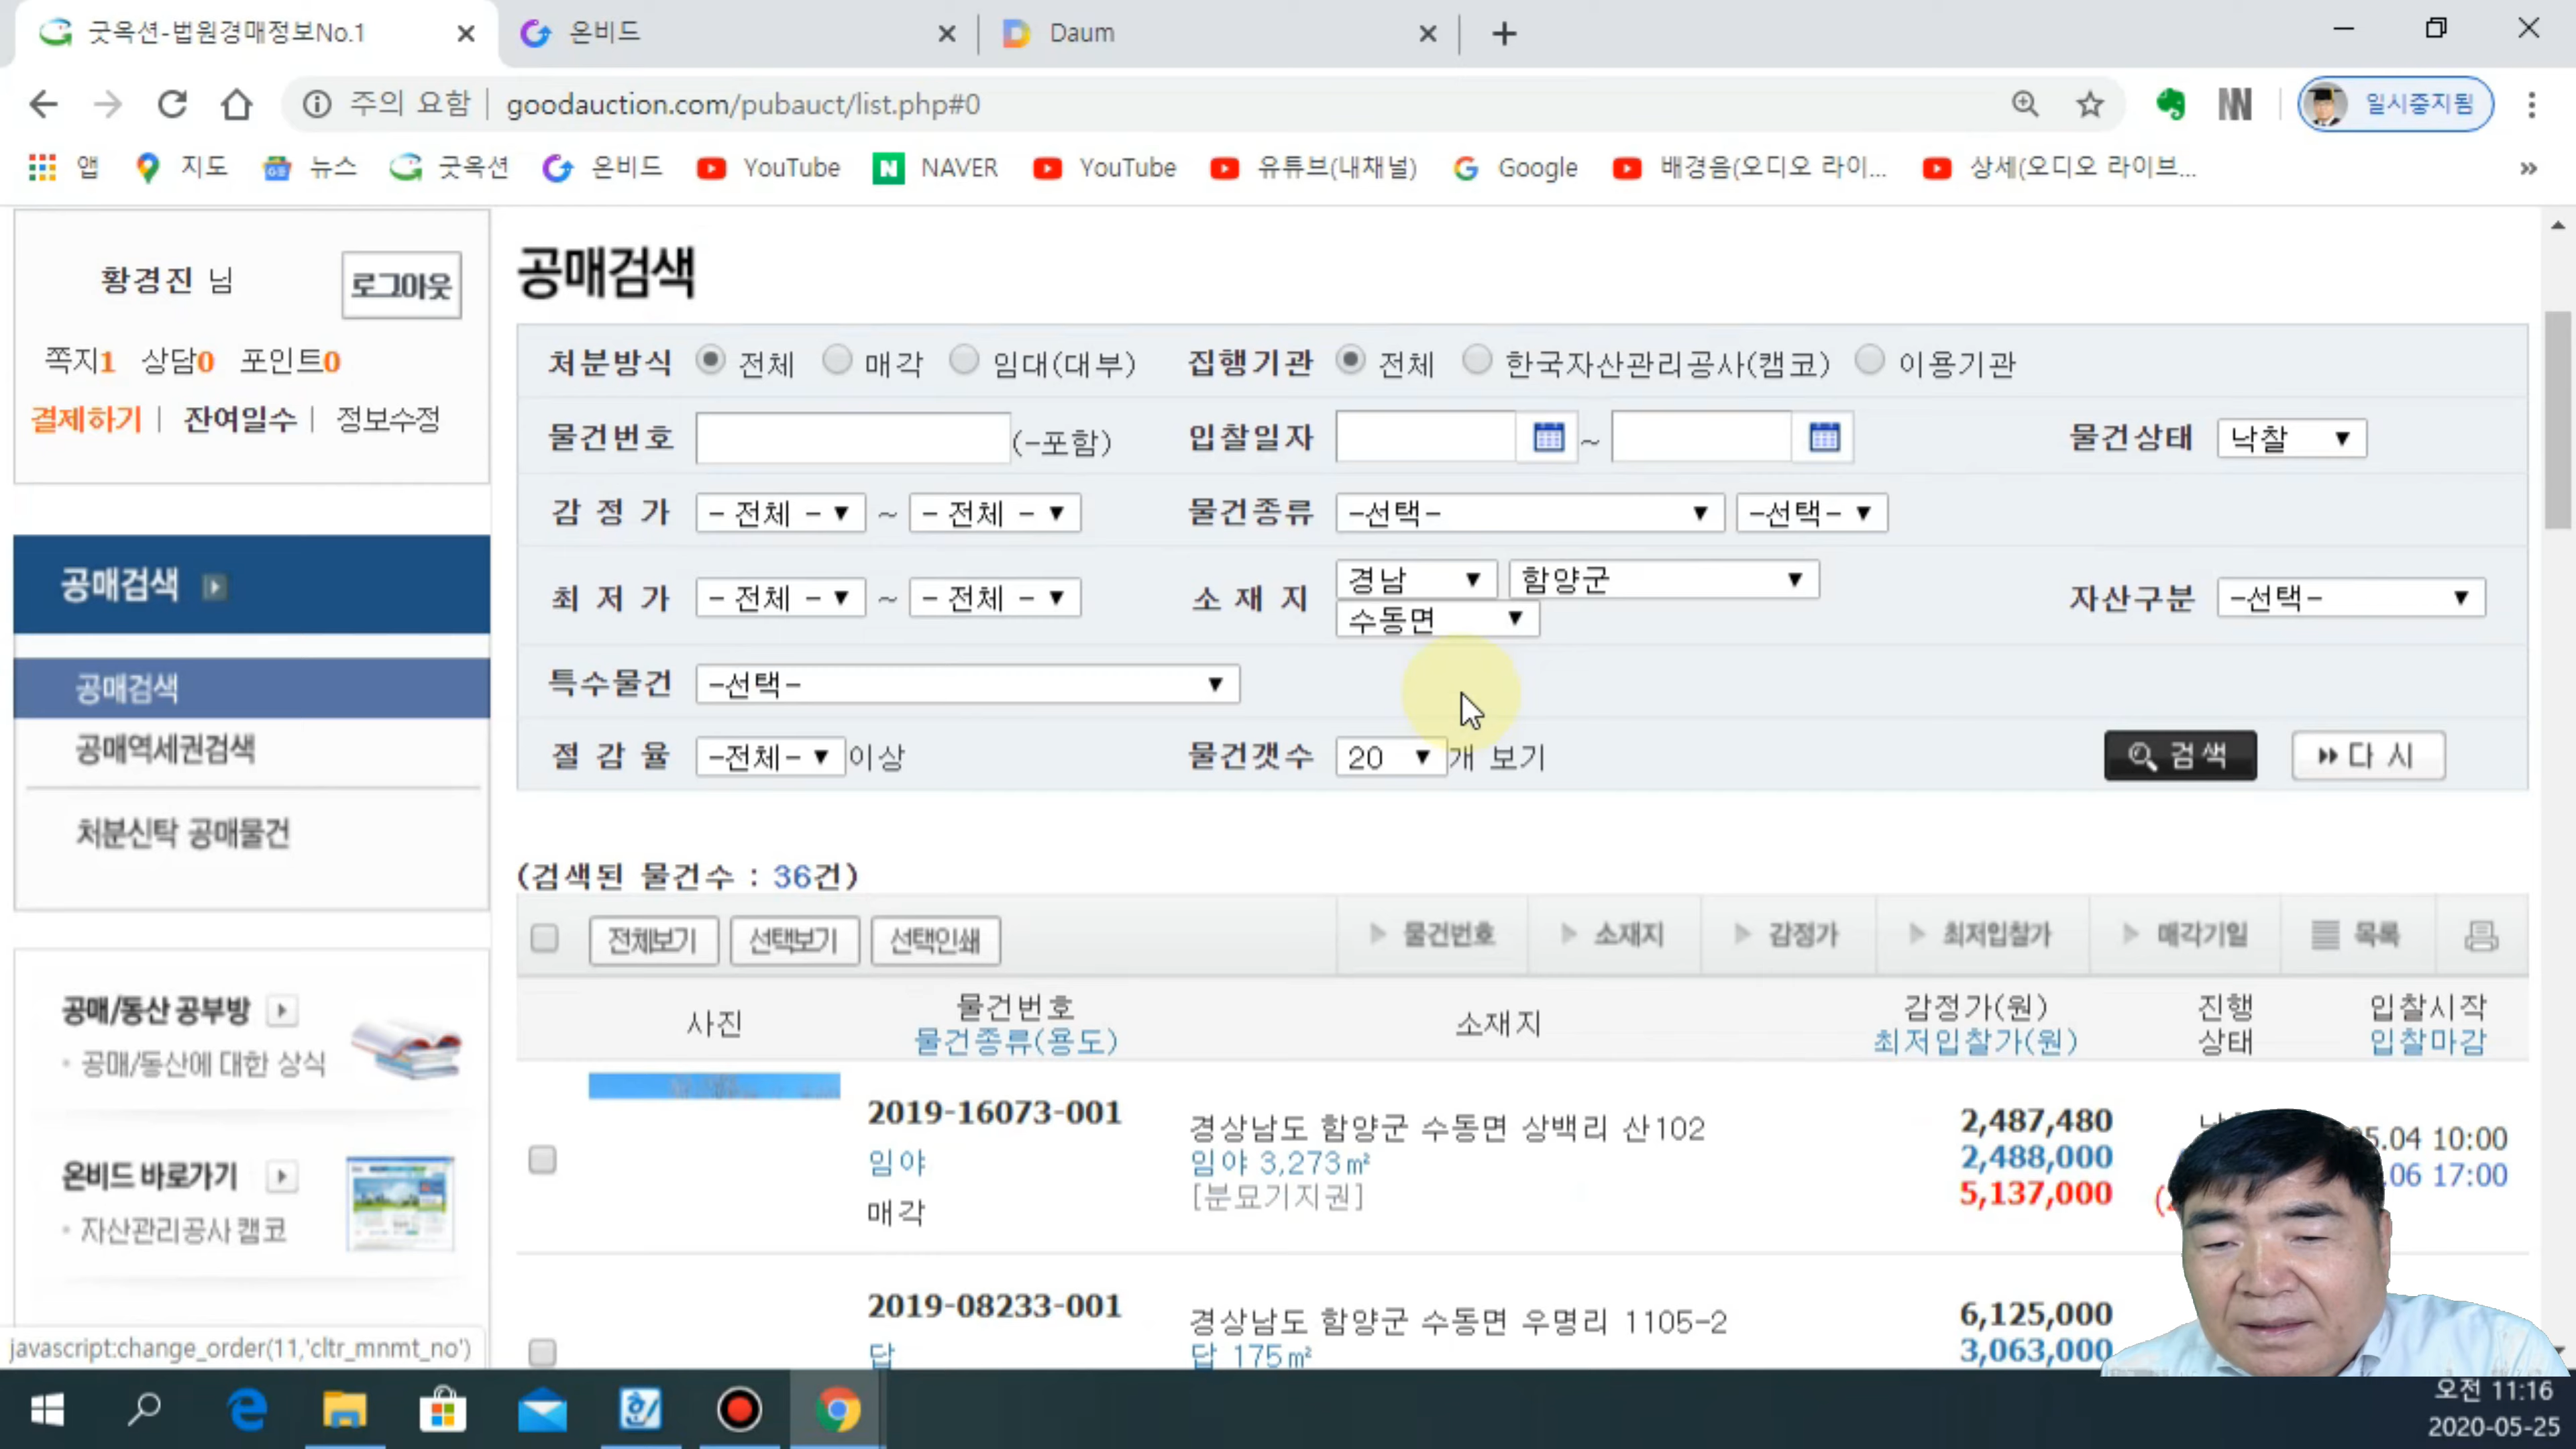 굿옥션-법원경매정보No.1
온비드
Daum
주의 요함 | goodauction.com/pubauct/list.php#0
일시중지됨
앱 지도 뉴스 굿옥션 온비드 YouTube NAVER YouTube 유튜브(내채널) Google 배경음(오디오 라이... 상세(오디오 라이브... »
황경진 님 로그아웃
쪽지1 상담0 포인트0
결제하기 | 잔여일수 | 정보수정
공매검색
공매검색
공매역세권검색
처분신탁 공매물건
공매/동산 공부방
• 공매/동산에 대한 상식
온비드 바로가기
• 자산관리공사 캠코
javascript:change_order(11,'cltr_mnmt_no')
공매검색
처분방식 전체 매각 임대(대부) 집행기관 전체 한국자산관리공사(캠코) 이용기관
물건번호 (-포함) 입찰일자 ~ 물건상태 낙찰
감 정 가 - 전체 - ~ - 전체 - 물건종류 -선택- -선택-
최 저 가 - 전체 - ~ - 전체 - 소 재 지 경남 함양군 수동면 자산구분 -선택-
특수물건 -선택-
절 감 율 -전체- 이상 물건갯수 20 개 보기 검색 다 시
(검색된 물건수 : 36건)
전체보기 선택보기 선택인쇄 물건번호 소재지 감정가 최저입찰가 매각기일 목록
사진 물건번호 소재지 감정가(원) 진행 입찰시작
물건종류(용도) 최저입찰가(원) 상태 입찰마감
2019-16073-001 경상남도 함양군 수동면 상백리 산102 2,487,480 05.04 10:00
임야 임야 3,273㎡ 2,488,000 .06 17:00
매각 [분묘기지권] 5,137,000
2019-08233-001 경상남도 함양군 수동면 우명리 1105-2 6,125,000
답 답 175㎡ 3,063,000
오전 11:16
2020-05-25